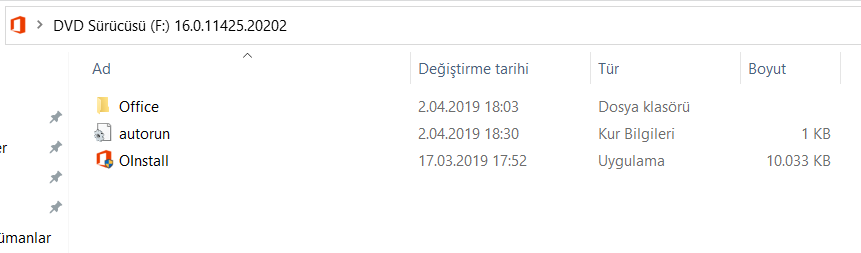 DVD Sürücüsü (F:) 16.0.11425.20202
Ad Değiştirme tarihi Tür Boyut
Office 2.04.2019 18:03 Dosya klasörü
autorun 2.04.2019 18:30 Kur Bilgileri 1 KB
OInstall 17.03.2019 17:52 Uygulama 10.033 KB
er
ümanlar